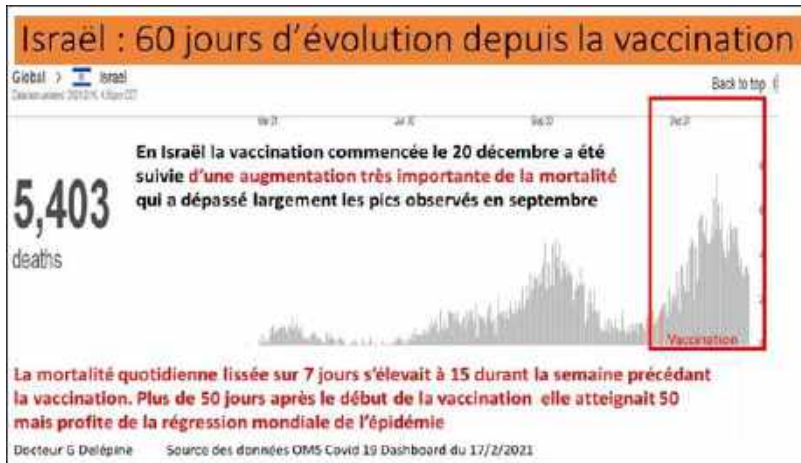 Israël : 60 jours d'évolution depuis la vaccination
Global > Israel
Back to top
En Israël la vaccination commencée le 20 décembre a été
suivie d'une augmentation très importante de la mortalité
qui a dépassé largement les pics observés en septembre
5,403
deaths
Vaccination
La mortalité quotidienne lissée sur 7 jours s'élevait à 15 durant la semaine précédant
la vaccination. Plus de 50 jours après le début de la vaccination elle atteignait 50
mais profite de la régression mondiale de l'épidémie
Docteur G Delépine Source des données OMS Covid 19 Dashboard du 17/2/2021